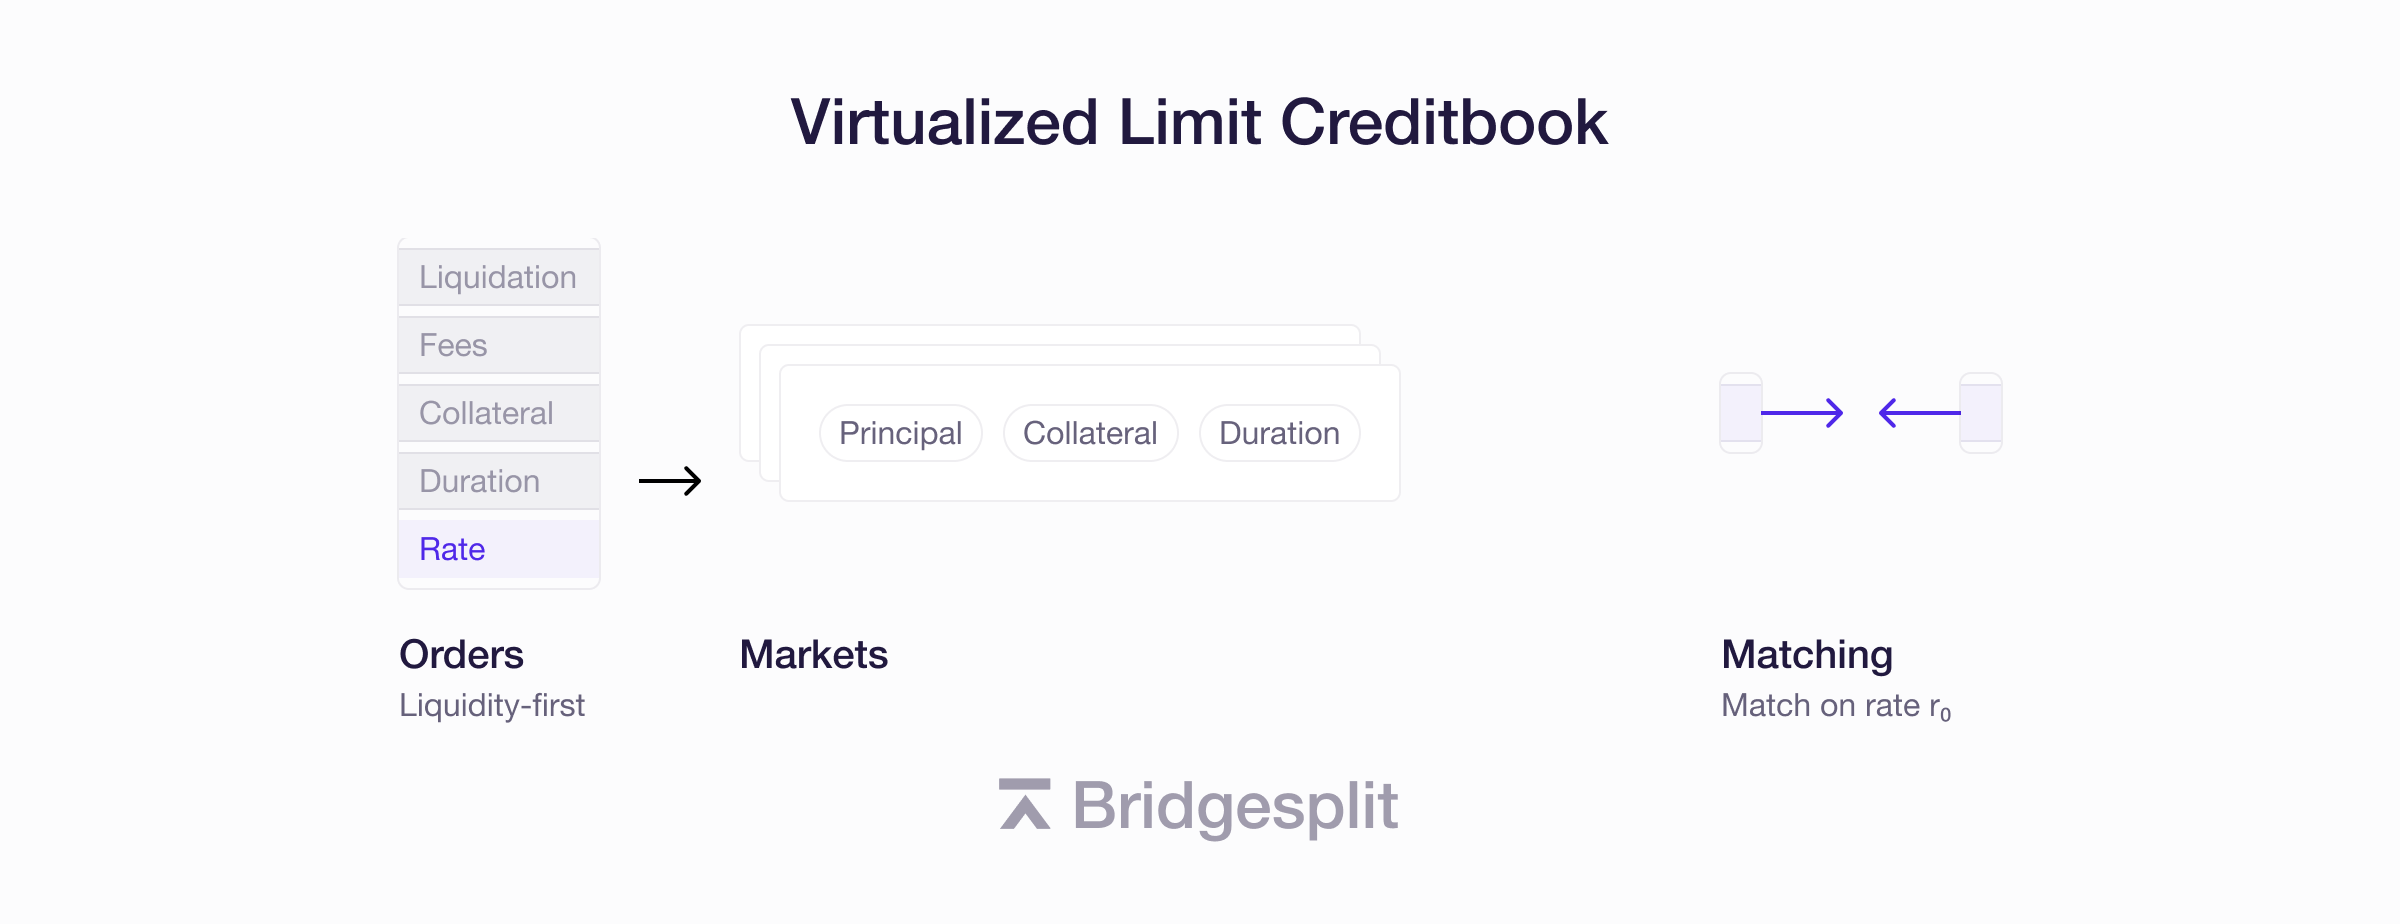 Virtualized Limit Creditbook
Liquidation
Fees
Collateral
Duration
Rate
Principal
Collateral
Duration
Orders
Liquidity-first
Markets
Matching
Match on rate r₀
Bridgesplit